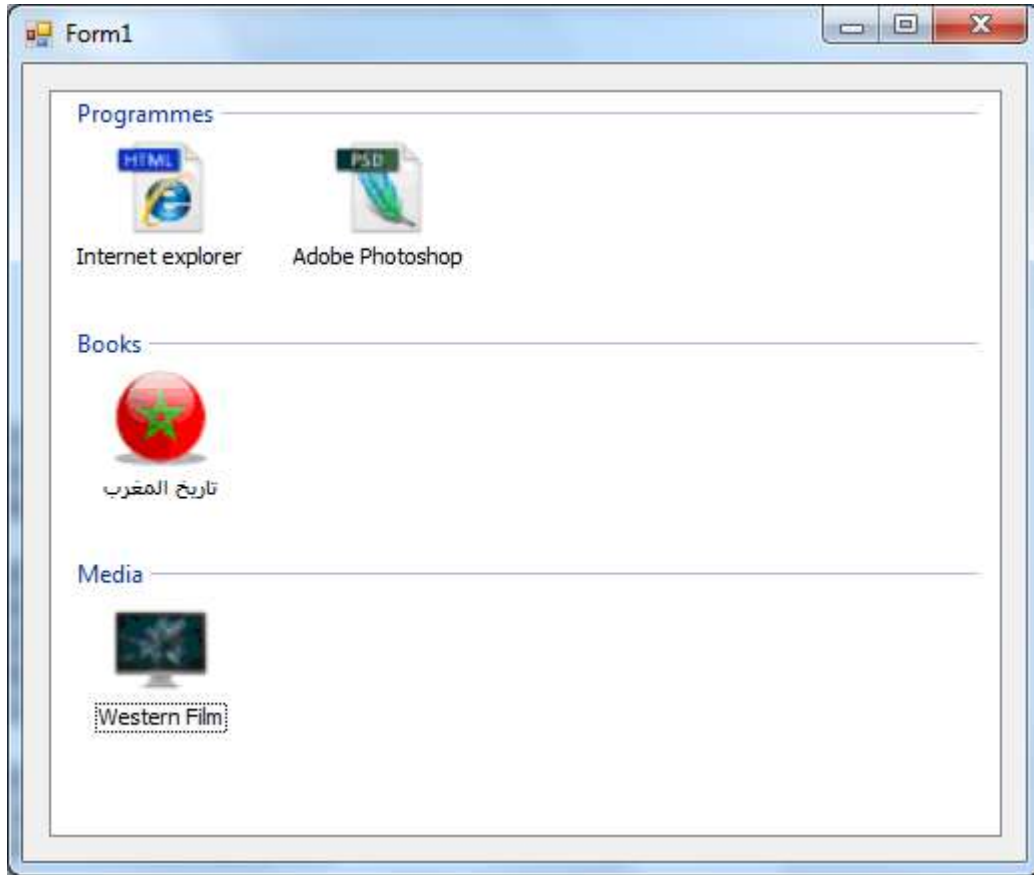 Form1
Programmes
HTML
PSD
Internet explorer
Adobe Photoshop
Books
تاريخ المغرب
Media
Western Film